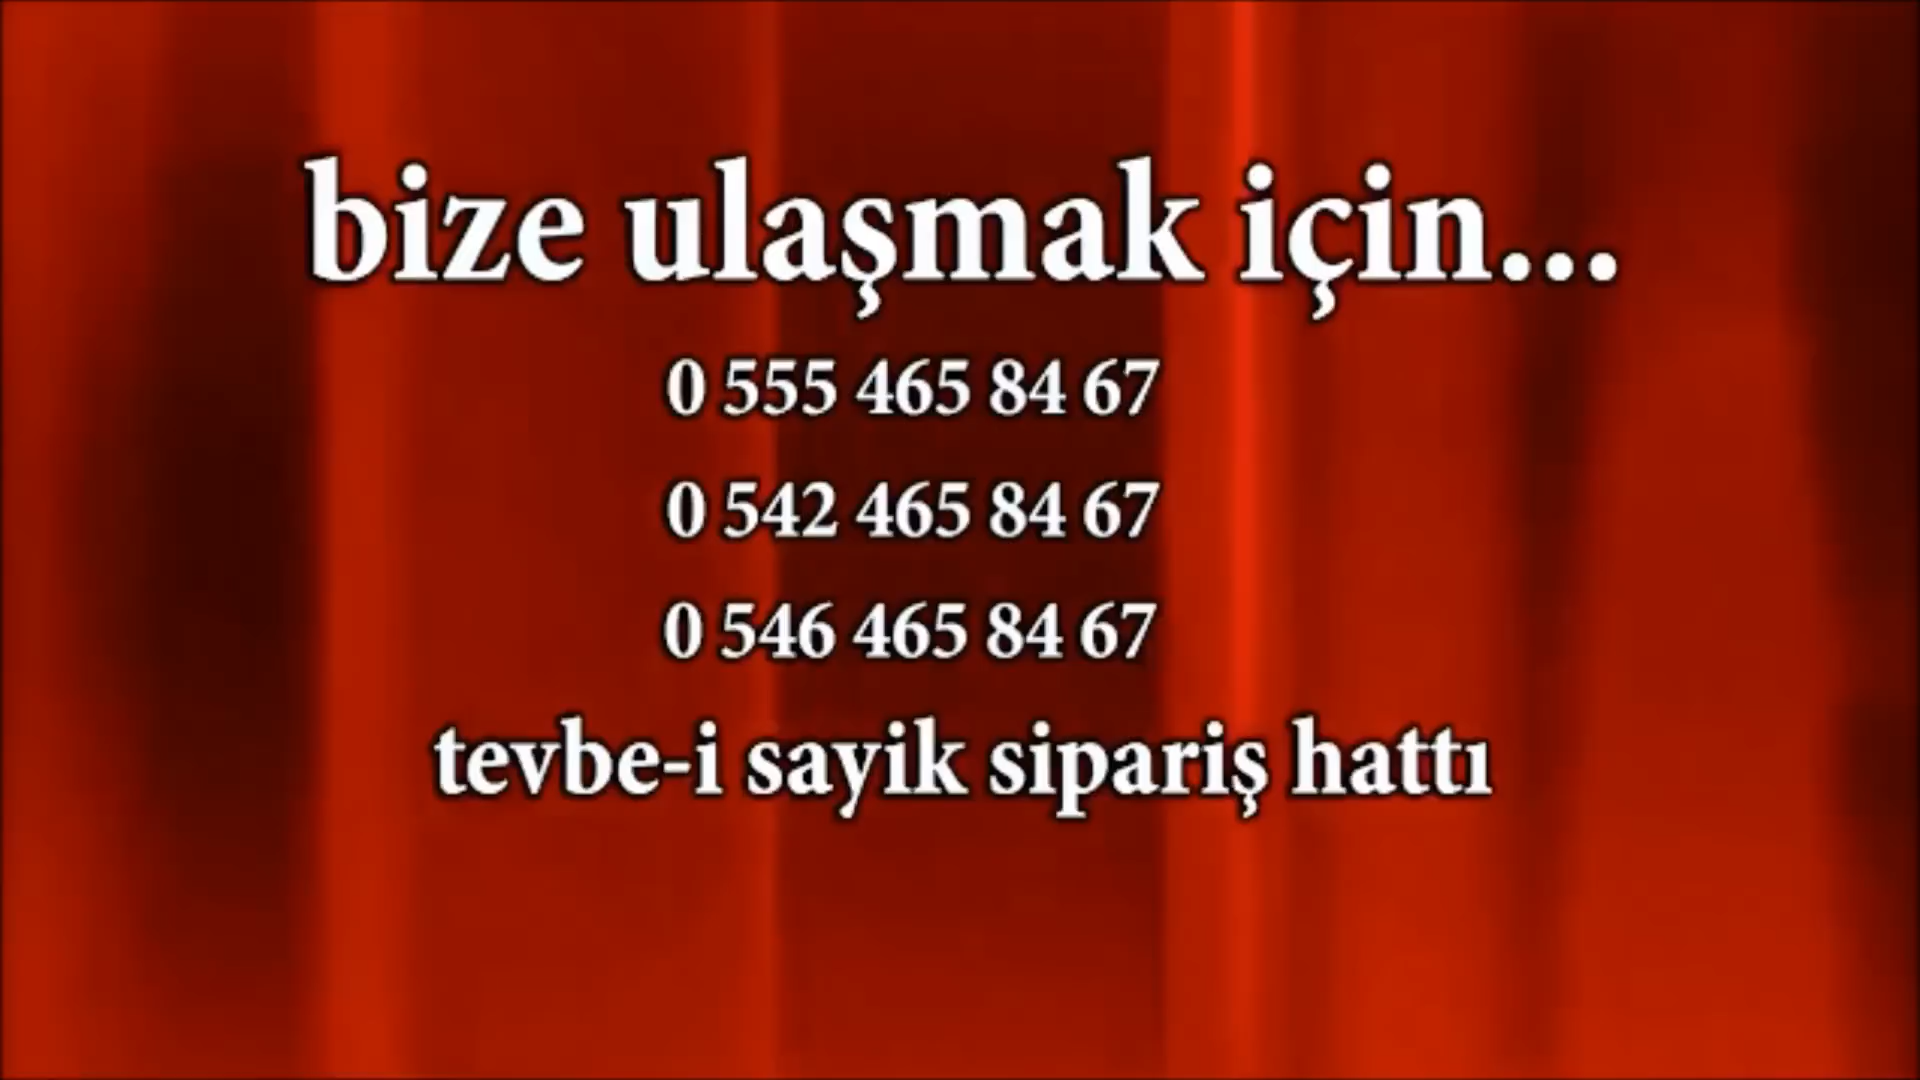 bize ulaşmak için...
0 555 465 84 67
0 542 465 84 67
0 546 465 84 67
tevbe-i sayik sipariş hattı